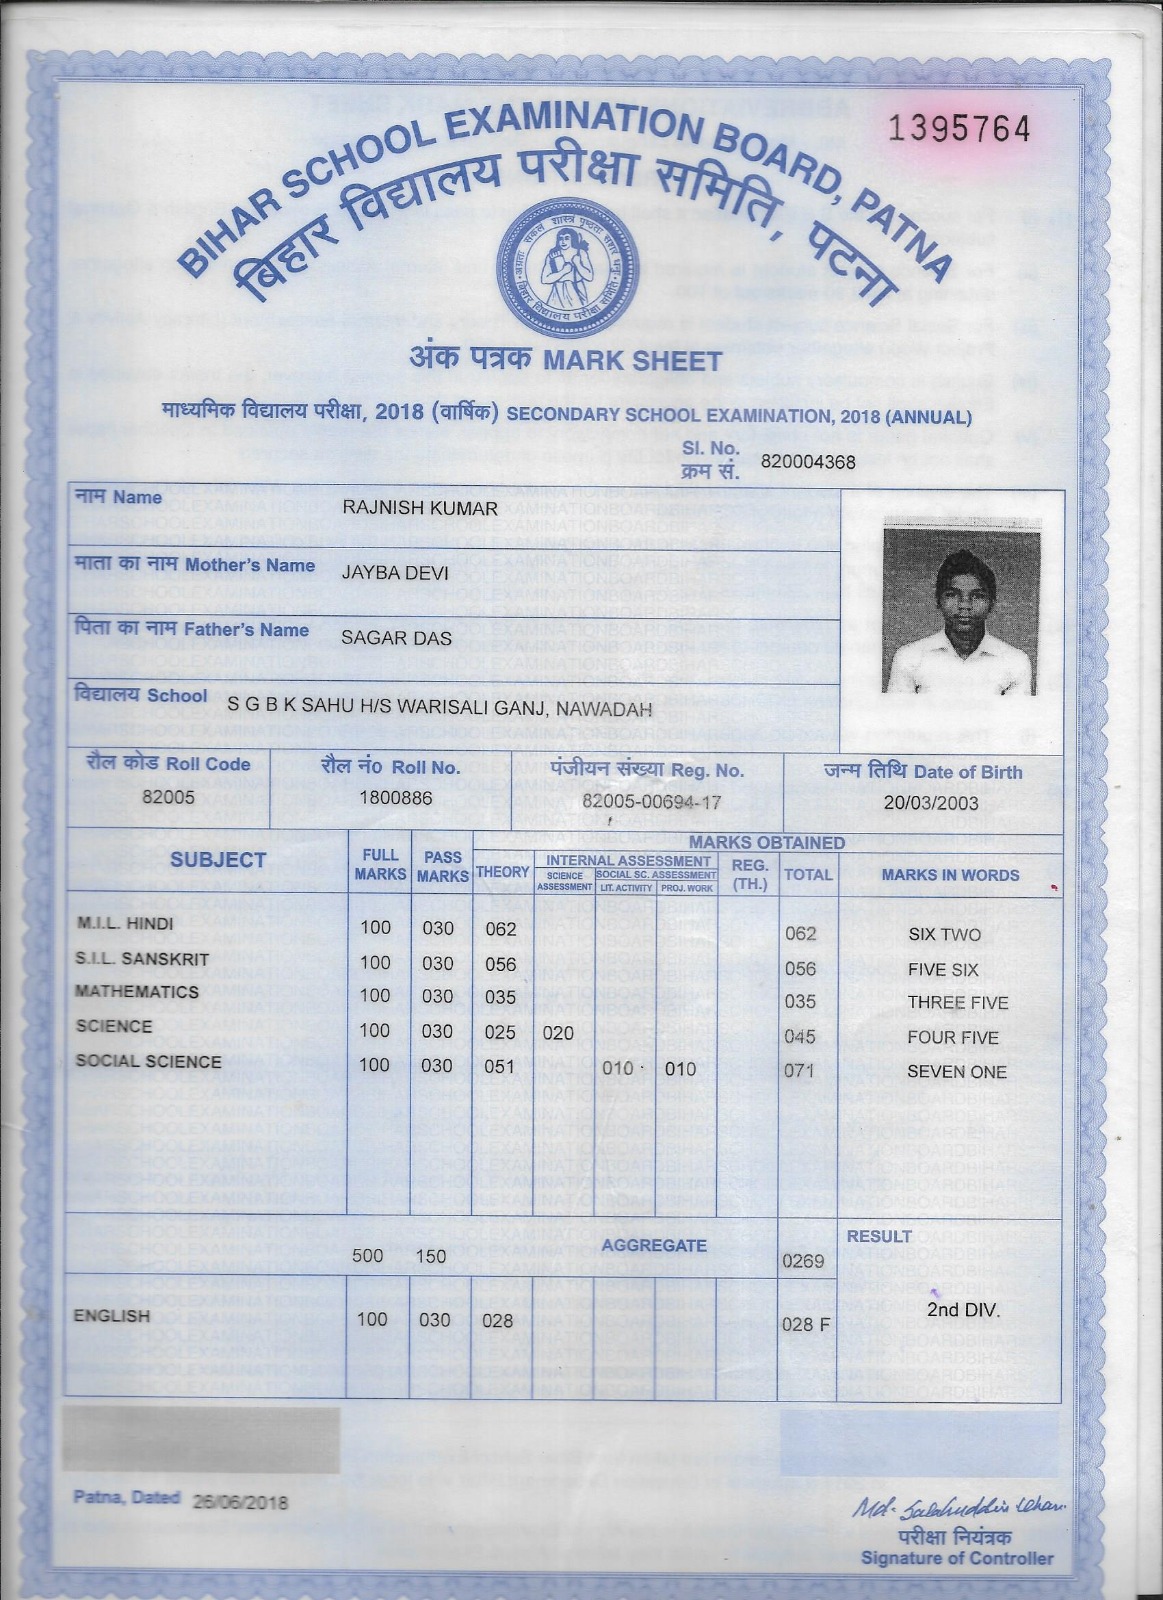 1395764
BIHAR SCHOOL EXAMINATION BOARD, PATNA
बिहार विद्यालय परीक्षा समिति, पटना
अंक पत्रक MARK SHEET
माध्यमिक विद्यालय परीक्षा, 2018 (वार्षिक) SECONDARY SCHOOL EXAMINATION, 2018 (ANNUAL)
Sl. No.
क्रम सं. 820004368
नाम Name RAJNISH KUMAR
माता का नाम Mother's Name JAYBA DEVI
पिता का नाम Father's Name SAGAR DAS
विद्यालय School S G B K SAHU H/S WARISALI GANJ, NAWADAH
रौल कोड Roll Code रौल नं० Roll No. पंजीयन संख्या Reg. No. जन्म तिथि Date of Birth
82005 1800886 82005-00694-17 20/03/2003
MARKS OBTAINED
SUBJECT FULL MARKS PASS MARKS THEORY INTERNAL ASSESSMENT REG. (TH.) TOTAL MARKS IN WORDS
SCIENCE ASSESSMENT SOCIAL SC. ASSESSMENT
LIT. ACTIVITY PROJ. WORK
M.I.L. HINDI 100 030 062 062 SIX TWO
S.I.L. SANSKRIT 100 030 056 056 FIVE SIX
MATHEMATICS 100 030 035 035 THREE FIVE
SCIENCE 100 030 025 020 045 FOUR FIVE
SOCIAL SCIENCE 100 030 051 010 010 071 SEVEN ONE
500 150 AGGREGATE 0269 RESULT
ENGLISH 100 030 028 028 F 2nd DIV.
Patna, Dated 26/06/2018
परीक्षा नियंत्रक
Signature of Controller